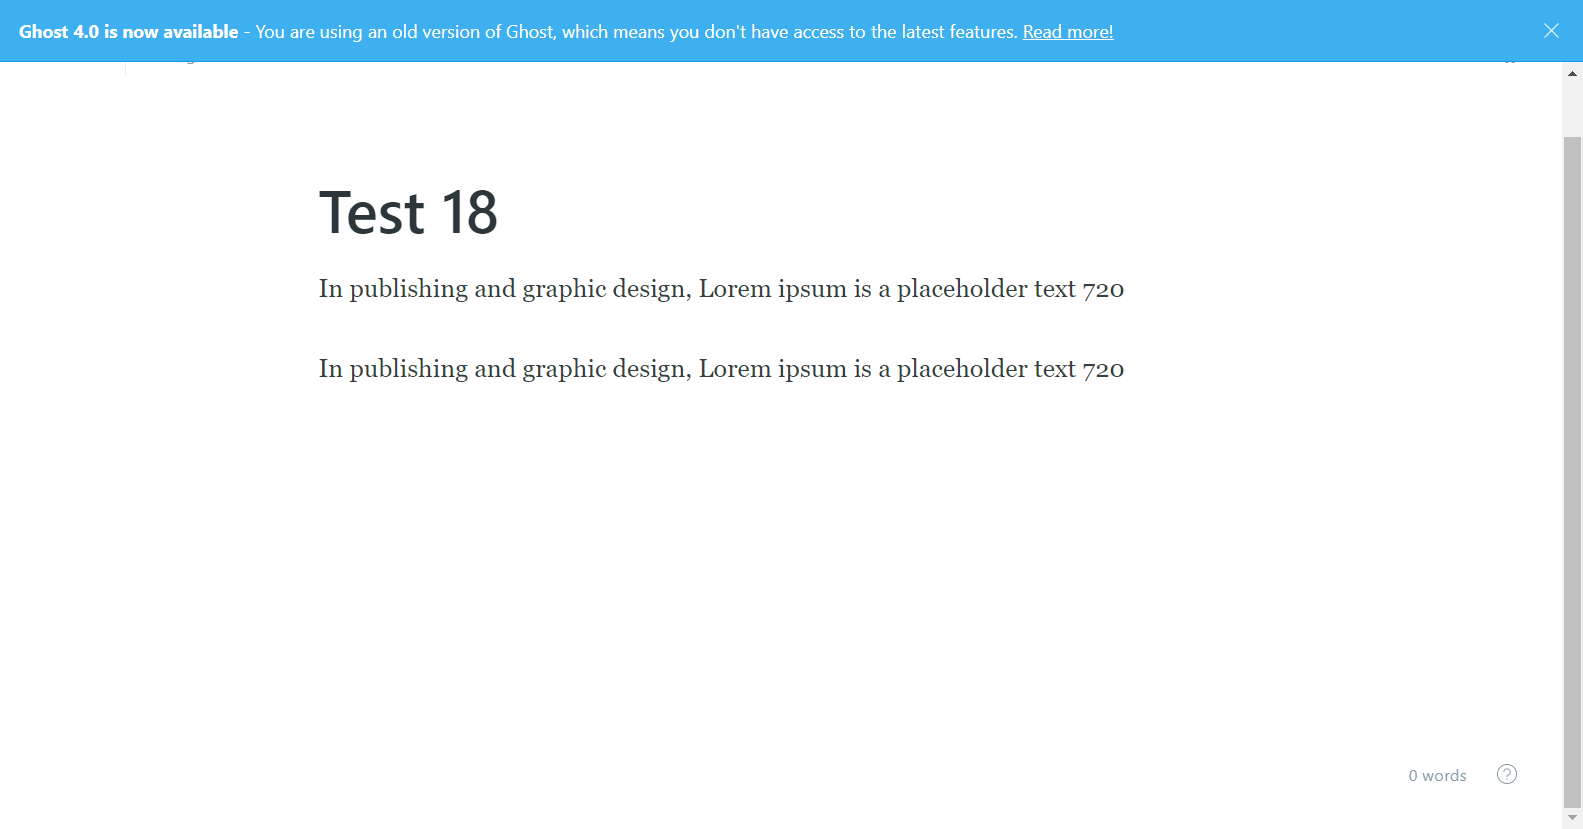 Ghost 4.0 is now available - You are using an old version of Ghost, which means you don't have access to the latest features. Read more!
Test 18
In publishing and graphic design, Lorem ipsum is a placeholder text 720
In publishing and graphic design, Lorem ipsum is a placeholder text 720
0 words
?